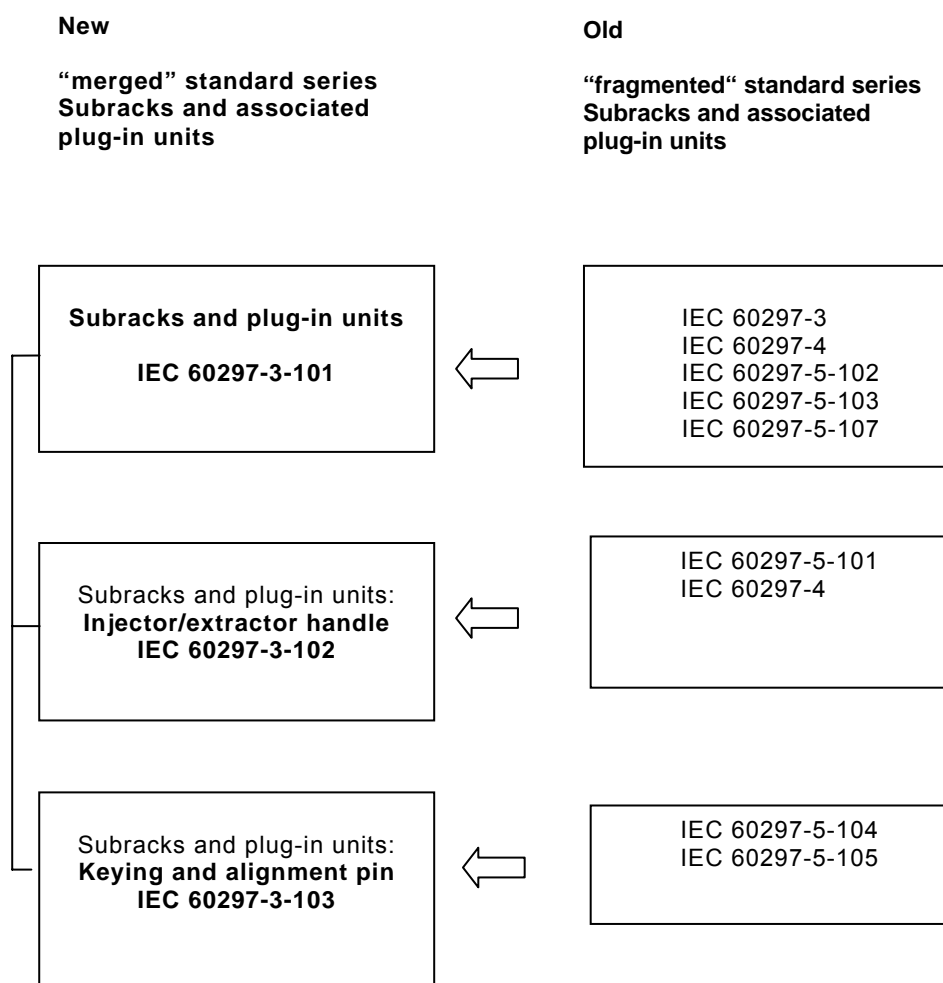 New
“merged” standard series
Subracks and associated
plug-in units
Old
“fragmented“ standard series
Subracks and associated
plug-in units
Subracks and plug-in units
IEC 60297-3-101
IEC 60297-3
IEC 60297-4
IEC 60297-5-102
IEC 60297-5-103
IEC 60297-5-107
Subracks and plug-in units:
Injector/extractor handle
IEC 60297-3-102
IEC 60297-5-101
IEC 60297-4
Subracks and plug-in units:
Keying and alignment pin
IEC 60297-3-103
IEC 60297-5-104
IEC 60297-5-105